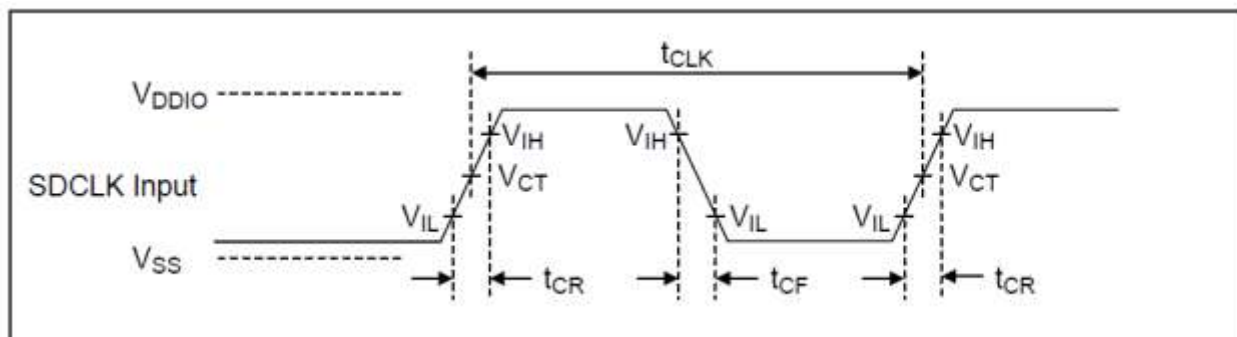 tCLK
VDDIO
VIH VIH VIH
SDCLK Input VCT VCT
VIL VIL VIL
VSS
tCR tCF tCR